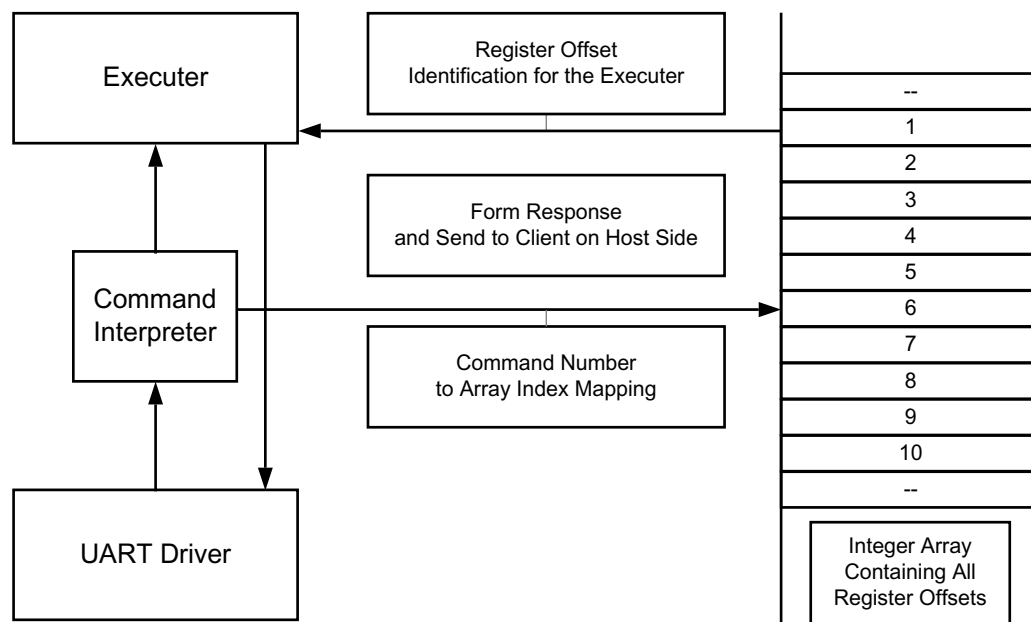 Executer
Register Offset
Identification for the Executer
Form Response
and Send to Client on Host Side
Command
Interpreter
Command Number
to Array Index Mapping
UART Driver
--
1
2
3
4
5
6
7
8
9
10
--
Integer Array
Containing All
Register Offsets